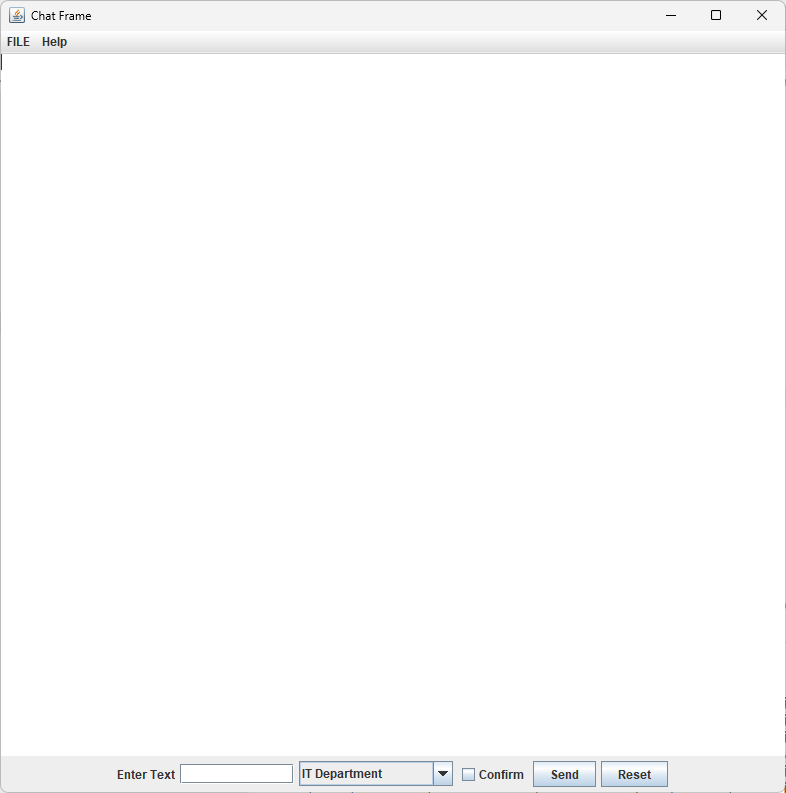 Chat Frame
FILE Help
Enter Text IT Department Confirm Send Reset